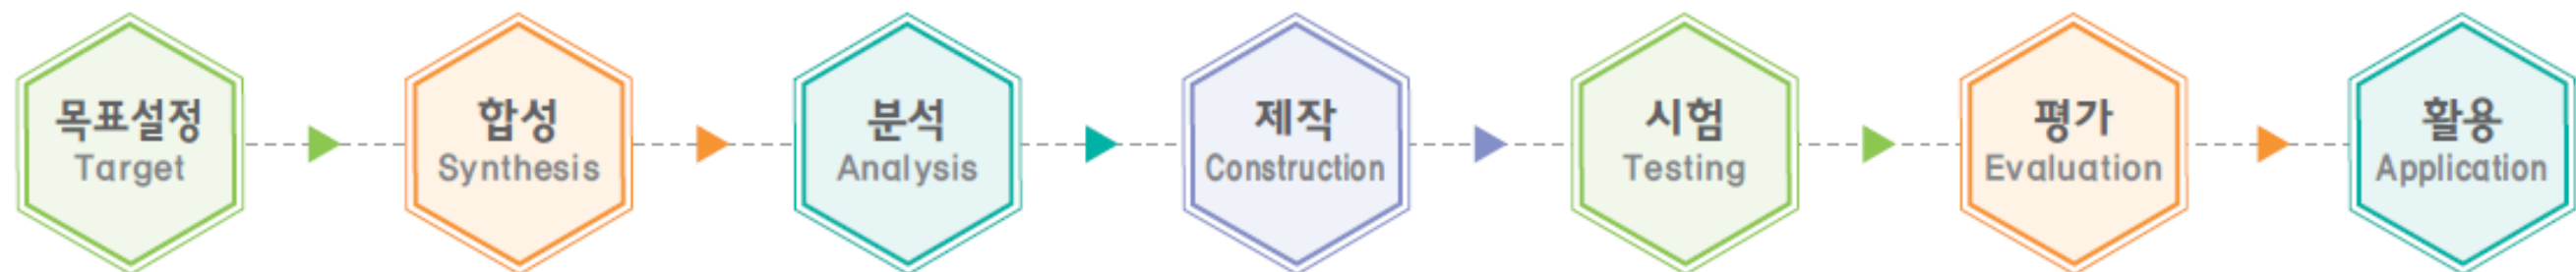 목표설정
Target
합성
Synthesis
분석
Analysis
제작
Construction
시험
Testing
평가
Evaluation
활용
Application